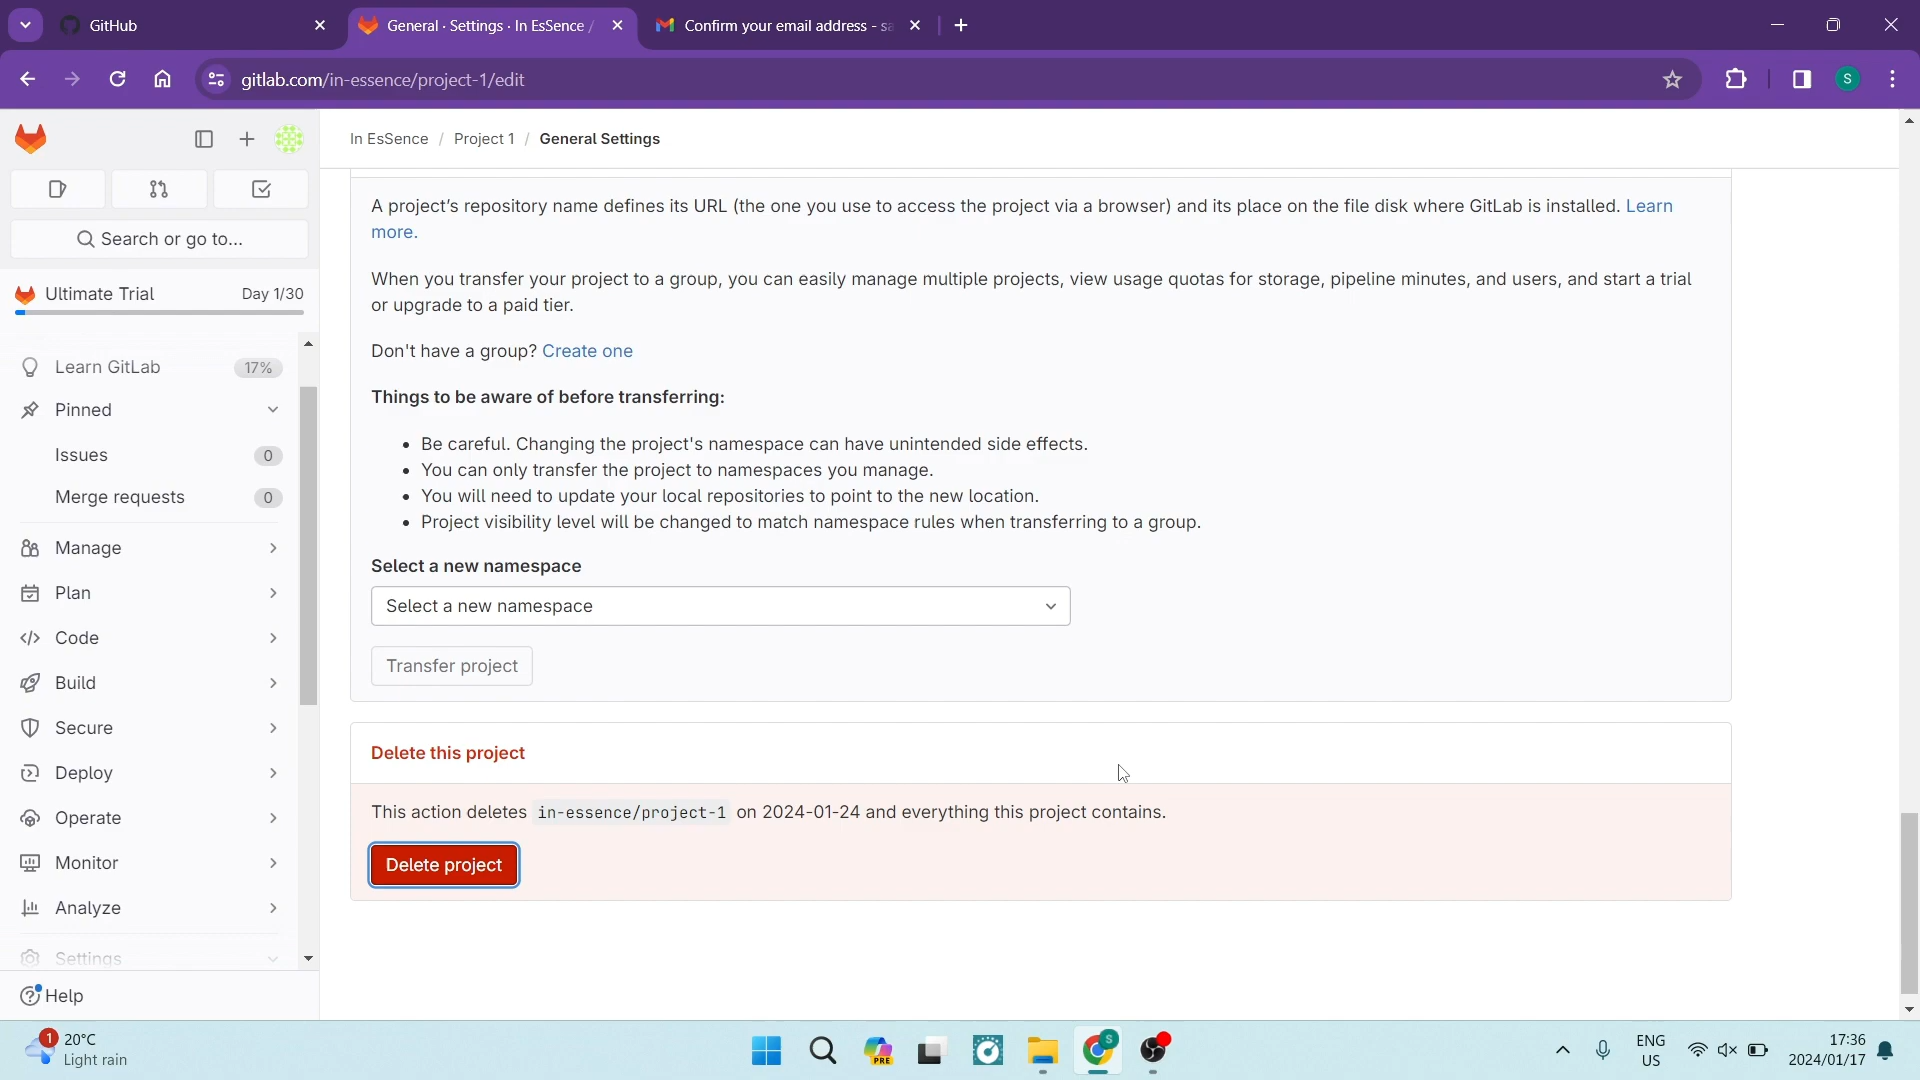 GitHub
General · Settings · In EsSence /
Confirm your email address - sa
gitlab.com/in-essence/project-1/edit
S
In EsSence / Project 1 / General Settings
Search or go to...
Ultimate Trial
Day 1/30
Learn GitLab
17%
Pinned
Issues
0
Merge requests
0
Manage
Plan
Code
Build
Secure
Deploy
Operate
Monitor
Analyze
Settings
Help
A project's repository name defines its URL (the one you use to access the project via a browser) and its place on the file disk where GitLab is installed. Learn
more.
When you transfer your project to a group, you can easily manage multiple projects, view usage quotas for storage, pipeline minutes, and users, and start a trial
or upgrade to a paid tier.
Don't have a group? Create one
Things to be aware of before transferring:
• Be careful. Changing the project's namespace can have unintended side effects.
• You can only transfer the project to namespaces you manage.
• You will need to update your local repositories to point to the new location.
• Project visibility level will be changed to match namespace rules when transferring to a group.
Select a new namespace
Select a new namespace
Transfer project
Delete this project
This action deletes in-essence/project-1 on 2024-01-24 and everything this project contains.
Delete project
1
20°C
Light rain
PRE
S
ENG
US
17:36
2024/01/17